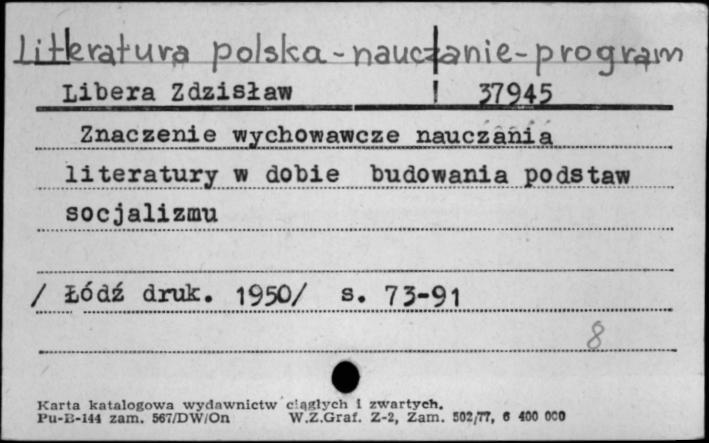 Literatura polska - nauczanie - program
Libera Zdzisław ! 37945
Znaczenie wychowawcze nauczania
literatury w dobie budowania podstaw
socjalizmu
/ Łódź druk. 1950/ s. 73-91
8
Karta katalogowa wydawnictw ciągłych i zwartych.
Pu-B-144 zam. 567/DW/On W.Z.Graf. Z-2, Zam. 502/77, 6 400 000